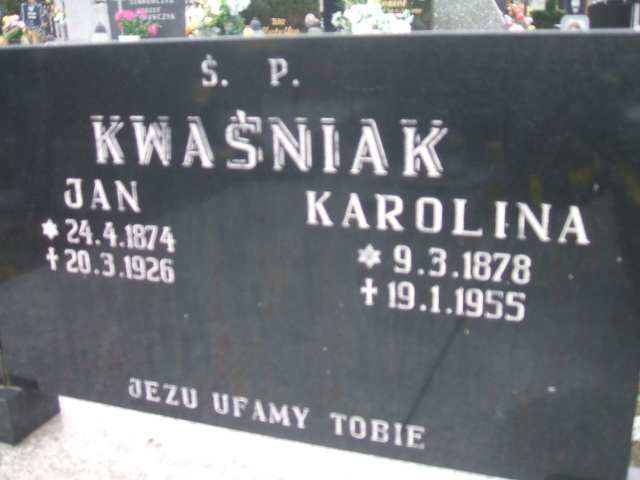 Ś. P.
KWAŚNIAK
JAN
* 24.4.1874
† 20.3.1926
KAROLINA
* 9.3.1878
† 19.1.1955
JEZU UFAMY TOBIE